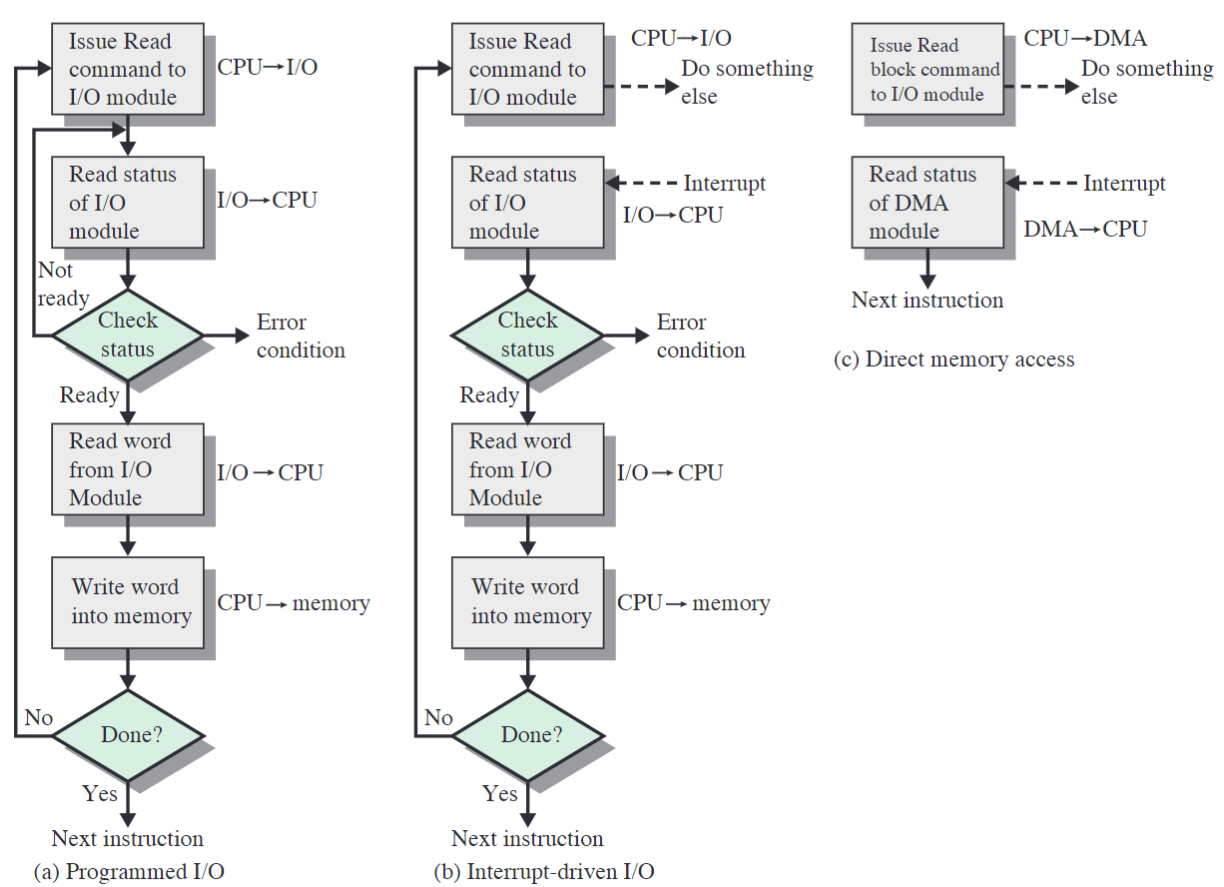 Issue Read
command to
I/O module
CPU→I/O
Read status
of I/O
module
I/O→CPU
Not
ready
Check
status
Error
condition
Ready
Read word
from I/O
Module
I/O→CPU
Write word
into memory
CPU→memory
No
Done?
Yes
Next instruction
(a) Programmed I/O
Issue Read
command to
I/O module
CPU→I/O
Do something
else
Read status
of I/O
module
Interrupt
I/O→CPU
Check
status
Error
condition
Ready
Read word
from I/O
Module
I/O→CPU
Write word
into memory
CPU→memory
No
Done?
Yes
Next instruction
(b) Interrupt-driven I/O
Issue Read
block command
to I/O module
CPU→DMA
Do something
else
Read status
of DMA
module
Interrupt
DMA→CPU
Next instruction
(c) Direct memory access